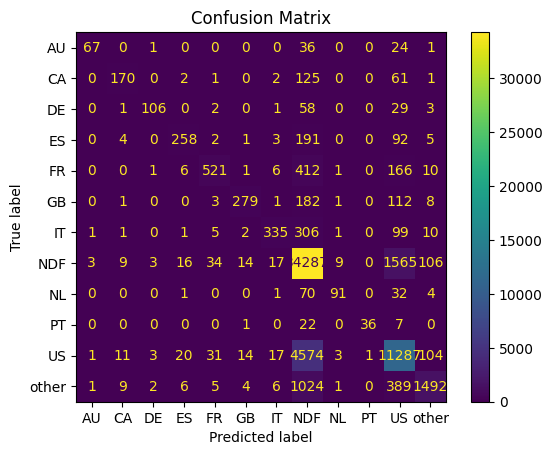 Confusion Matrix
True label
AU 67 0 1 0 0 0 1 36 0 0 24 1
CA 0 170 0 2 1 0 2 125 0 0 61 1
DE 0 1 106 0 2 0 1 58 0 0 29 3
ES 0 4 0 258 2 1 3 191 0 0 92 5
FR 0 0 1 6 521 1 6 412 1 0 166 10
GB 0 1 0 0 3 279 1 182 1 0 112 8
IT 1 1 0 1 5 2 335 306 1 0 99 10
NDF 3 9 3 16 34 14 17 4287 9 0 1565 106
NL 0 0 0 1 0 0 1 70 91 0 32 4
PT 0 0 0 0 1 0 0 22 0 36 7 0
US 1 11 3 20 31 14 17 4574 3 1 11287 104
other 1 9 2 6 5 4 6 1024 1 0 389 1492
AU CA DE ES FR GB IT NDF NL PT US other
Predicted label
30000
25000
20000
15000
10000
5000
0